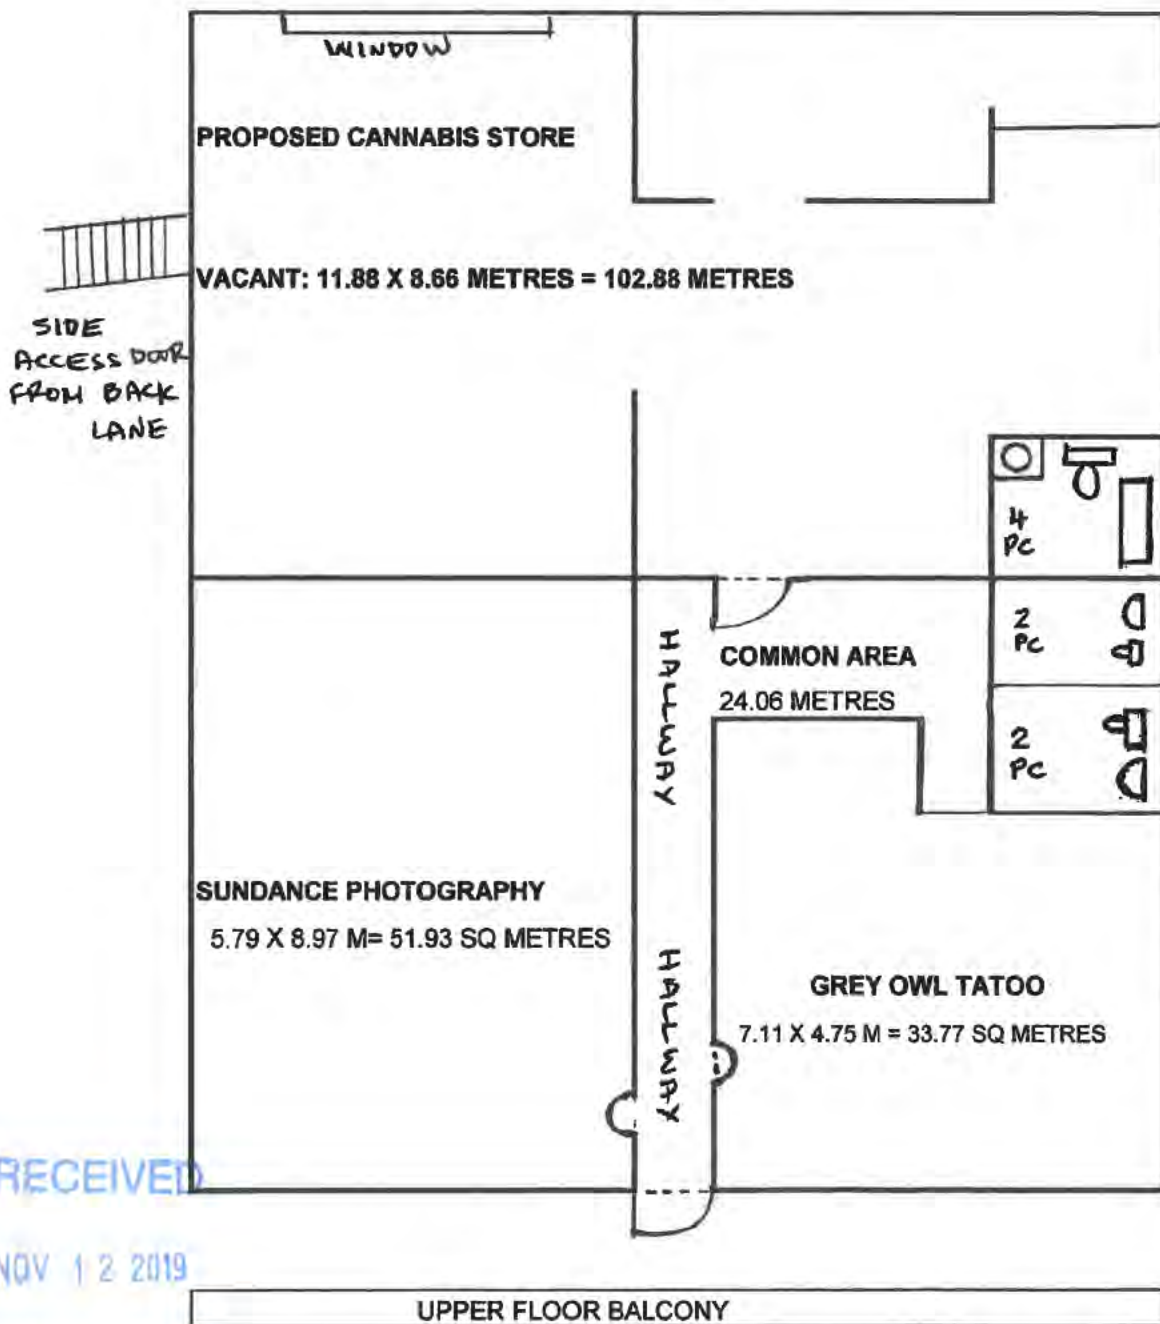 WINDOW
PROPOSED CANNABIS STORE
VACANT: 11.88 X 8.66 METRES = 102.88 METRES
SIDE
ACCESS DOOR
FROM BACK
LANE
4
PC
2
PC
HALLWAY
COMMON AREA
24.06 METRES
2
PC
SUNDANCE PHOTOGRAPHY
5.79 X 8.97 M= 51.93 SQ METRES
HALLWAY
GREY OWL TATOO
7.11 X 4.75 M = 33.77 SQ METRES
RECEIVED
NOV 12 2019
UPPER FLOOR BALCONY